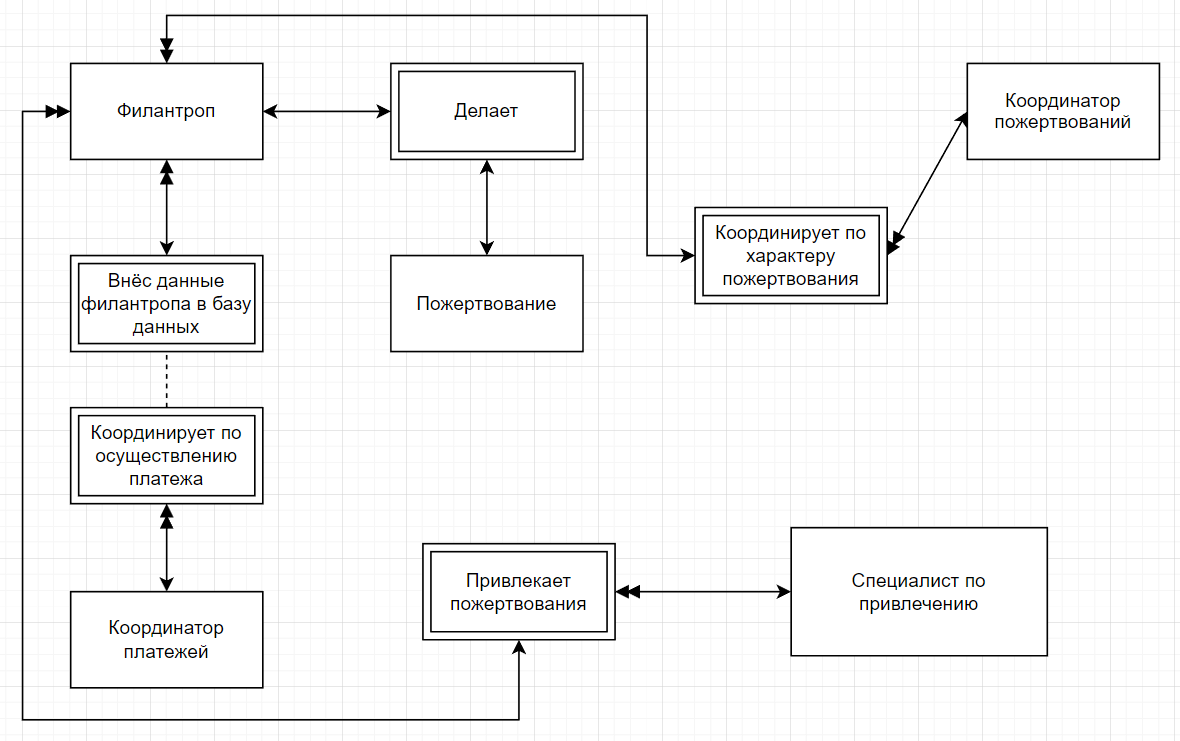 Филантроп
Делает
Координатор
пожертвований
Координирует по
характеру
пожертвования
Внёс данные
филантропа в базу
данных
Пожертвование
Координирует по
осуществлению
платежа
Привлекает
пожертвования
Специалист по
привлечению
Координатор
платежей